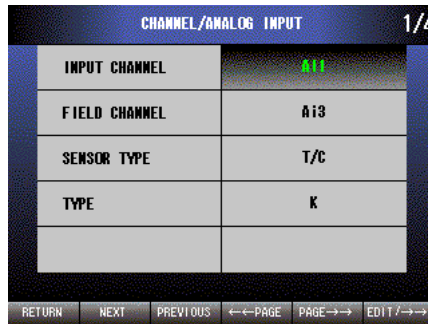 CHANNEL/ANALOG INPUT 1/4
INPUT CHANNEL Ai1
FIELD CHANNEL Ai3
SENSOR TYPE T/C
TYPE K
RETURN NEXT PREVIOUS ←←PAGE PAGE→→ EDIT/→→